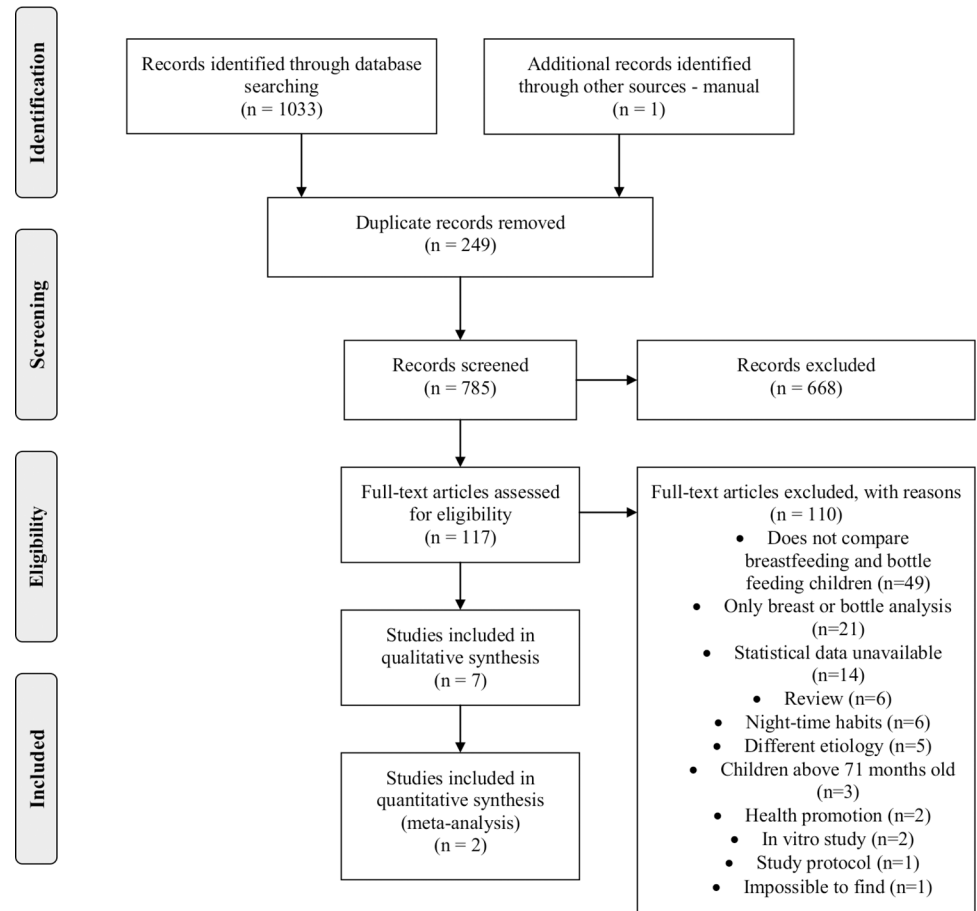 Identification
Records identified through database
searching
(n = 1033)
Additional records identified
through other sources - manual
(n = 1)
Duplicate records removed
(n = 249)
Screening
Records screened
(n = 785)
Records excluded
(n = 668)
Eligibility
Full-text articles assessed
for eligibility
(n = 117)
Full-text articles excluded, with reasons
(n = 110)
• Does not compare
breastfeeding and bottle
feeding children (n=49)
• Only breast or bottle analysis
(n=21)
• Statistical data unavailable
(n=14)
• Review (n=6)
• Night-time habits (n=6)
• Different etiology (n=5)
• Children above 71 months old
(n=3)
• Health promotion (n=2)
• In vitro study (n=2)
• Study protocol (n=1)
• Impossible to find (n=1)
Studies included in
qualitative synthesis
(n = 7)
Included
Studies included in
quantitative synthesis
(meta-analysis)
(n = 2)